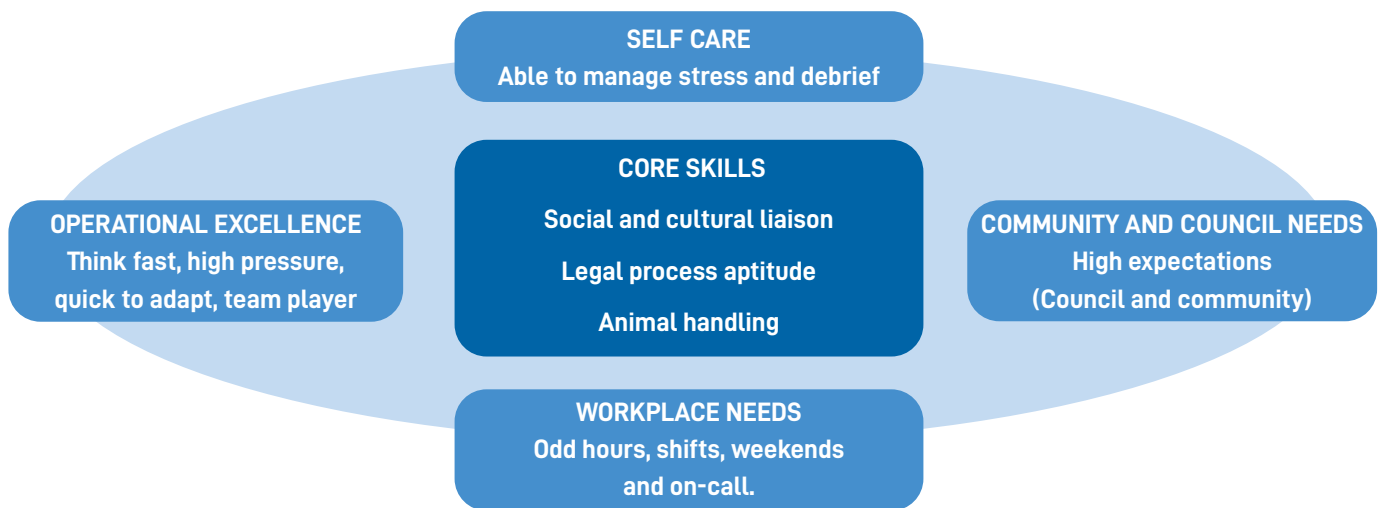 SELF CARE
Able to manage stress and debrief
CORE SKILLS
Social and cultural liaison
Legal process aptitude
Animal handling
OPERATIONAL EXCELLENCE
Think fast, high pressure,
quick to adapt, team player
COMMUNITY AND COUNCIL NEEDS
High expectations
(Council and community)
WORKPLACE NEEDS
Odd hours, shifts, weekends
and on-call.